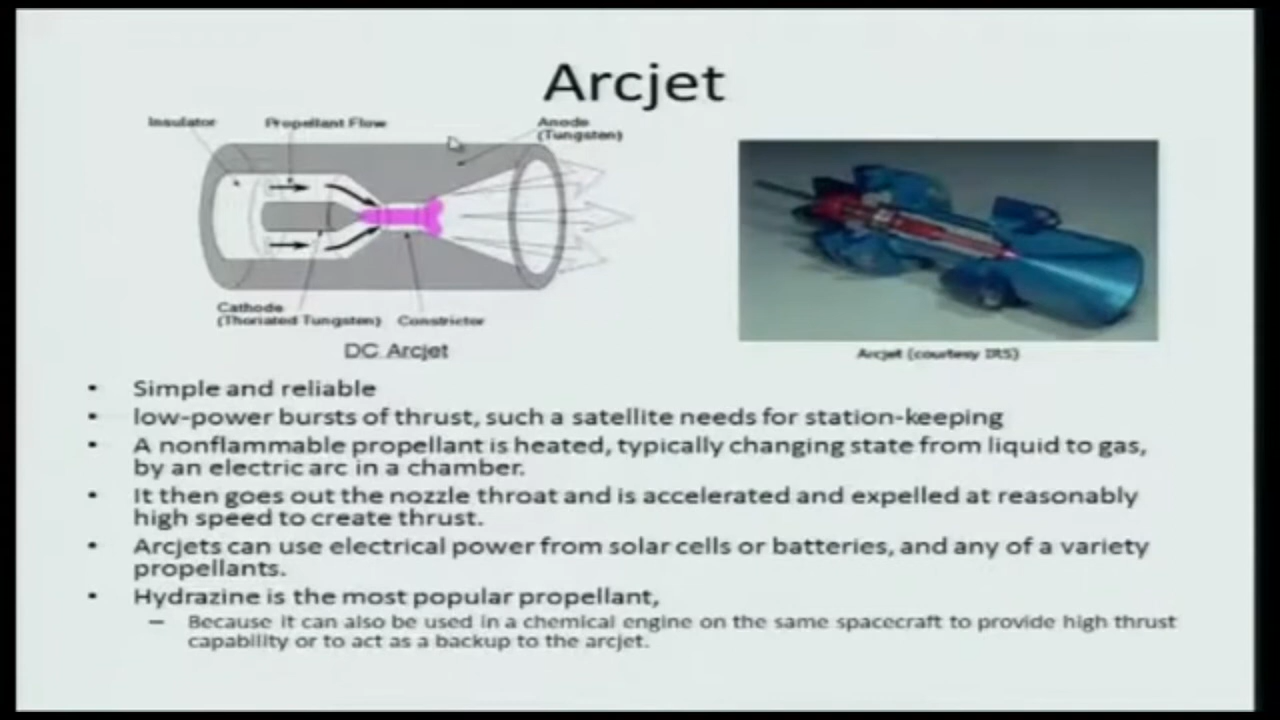 Arcjet
Insulator
Propellant Flow
Anode
(Tungsten)
Cathode
(Thoriated Tungsten)
Constrictor
DC Arcjet
Arcjet (courtesy IRS)
• Simple and reliable
• low-power bursts of thrust, such a satellite needs for station-keeping
• A nonflammable propellant is heated, typically changing state from liquid to gas,
by an electric arc in a chamber.
• It then goes out the nozzle throat and is accelerated and expelled at reasonably
high speed to create thrust.
• Arcjets can use electrical power from solar cells or batteries, and any of a variety
propellants.
• Hydrazine is the most popular propellant,
– Because it can also be used in a chemical engine on the same spacecraft to provide high thrust
capability or to act as a backup to the arcjet.